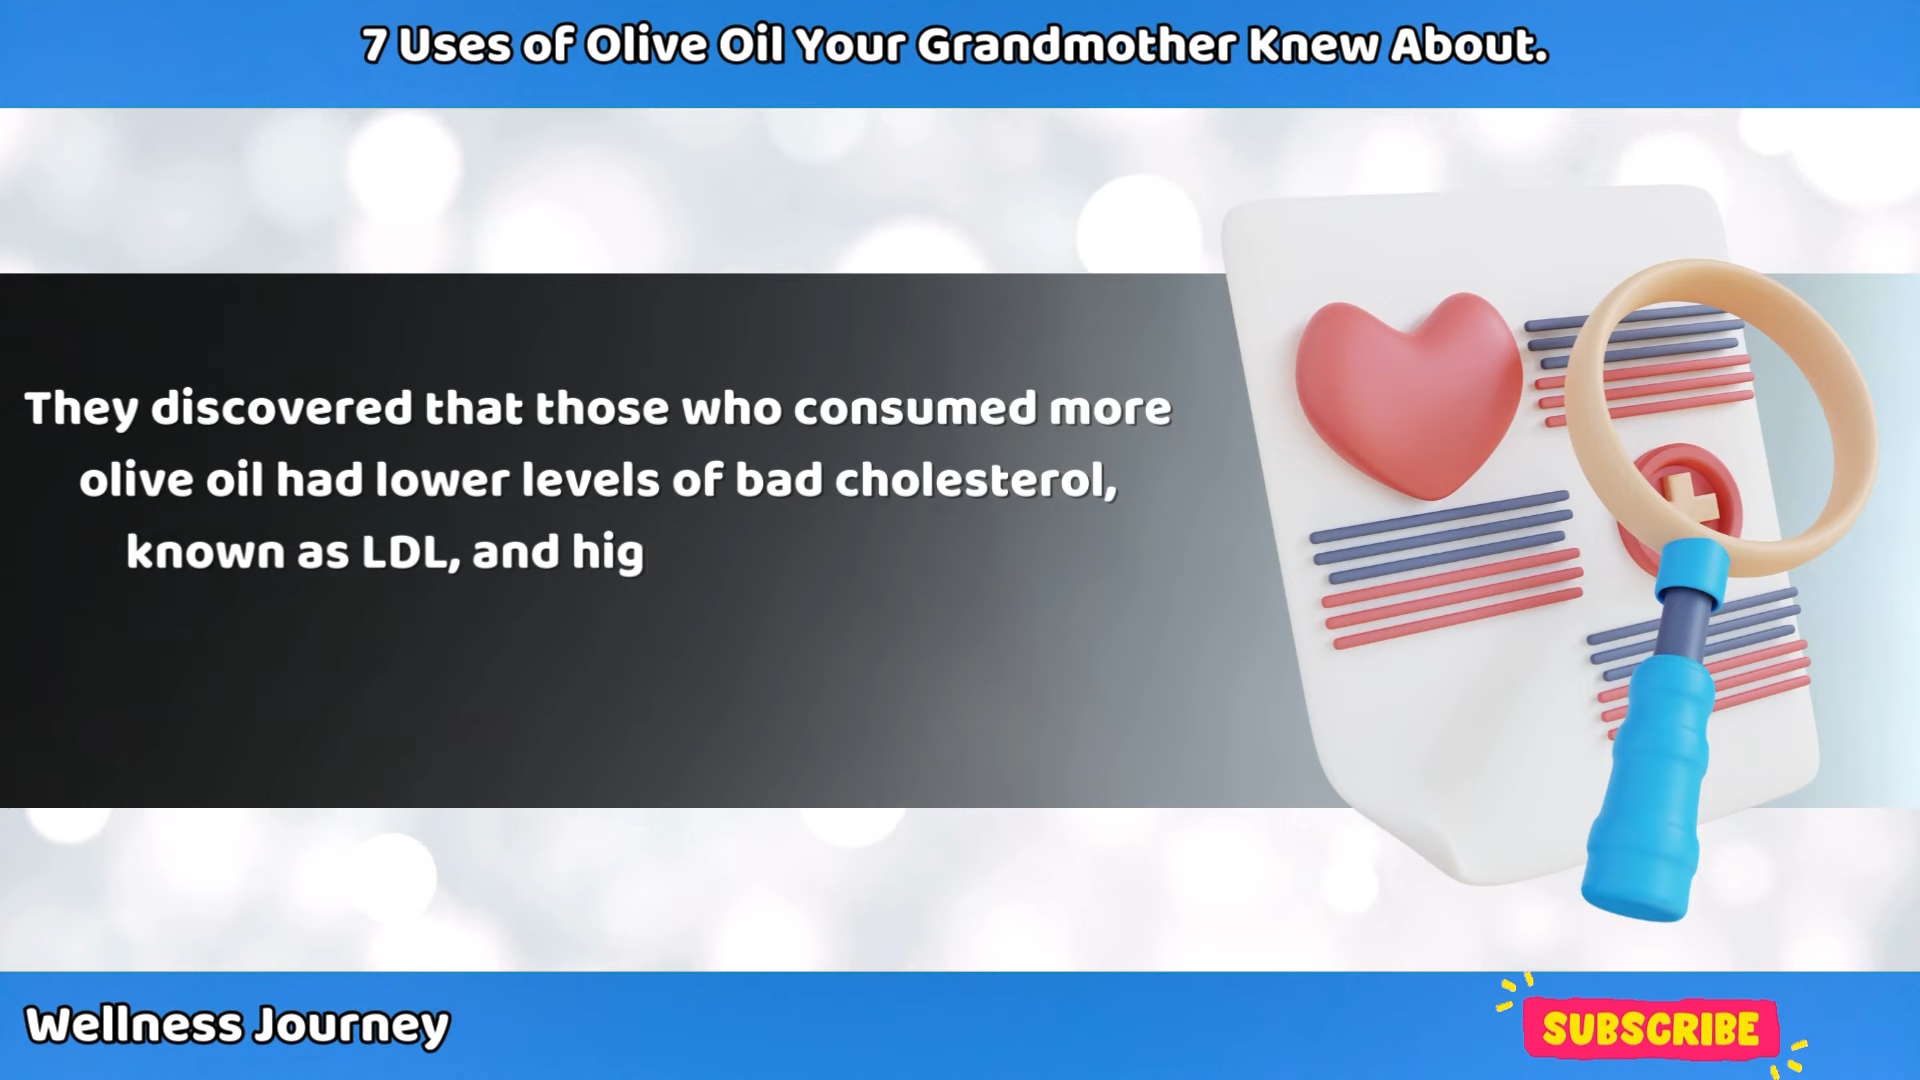 7 Uses of Olive Oil Your Grandmother Knew About.
They discovered that those who consumed more
olive oil had lower levels of bad cholesterol,
known as LDL, and hig
Wellness Journey
SUBSCRIBE